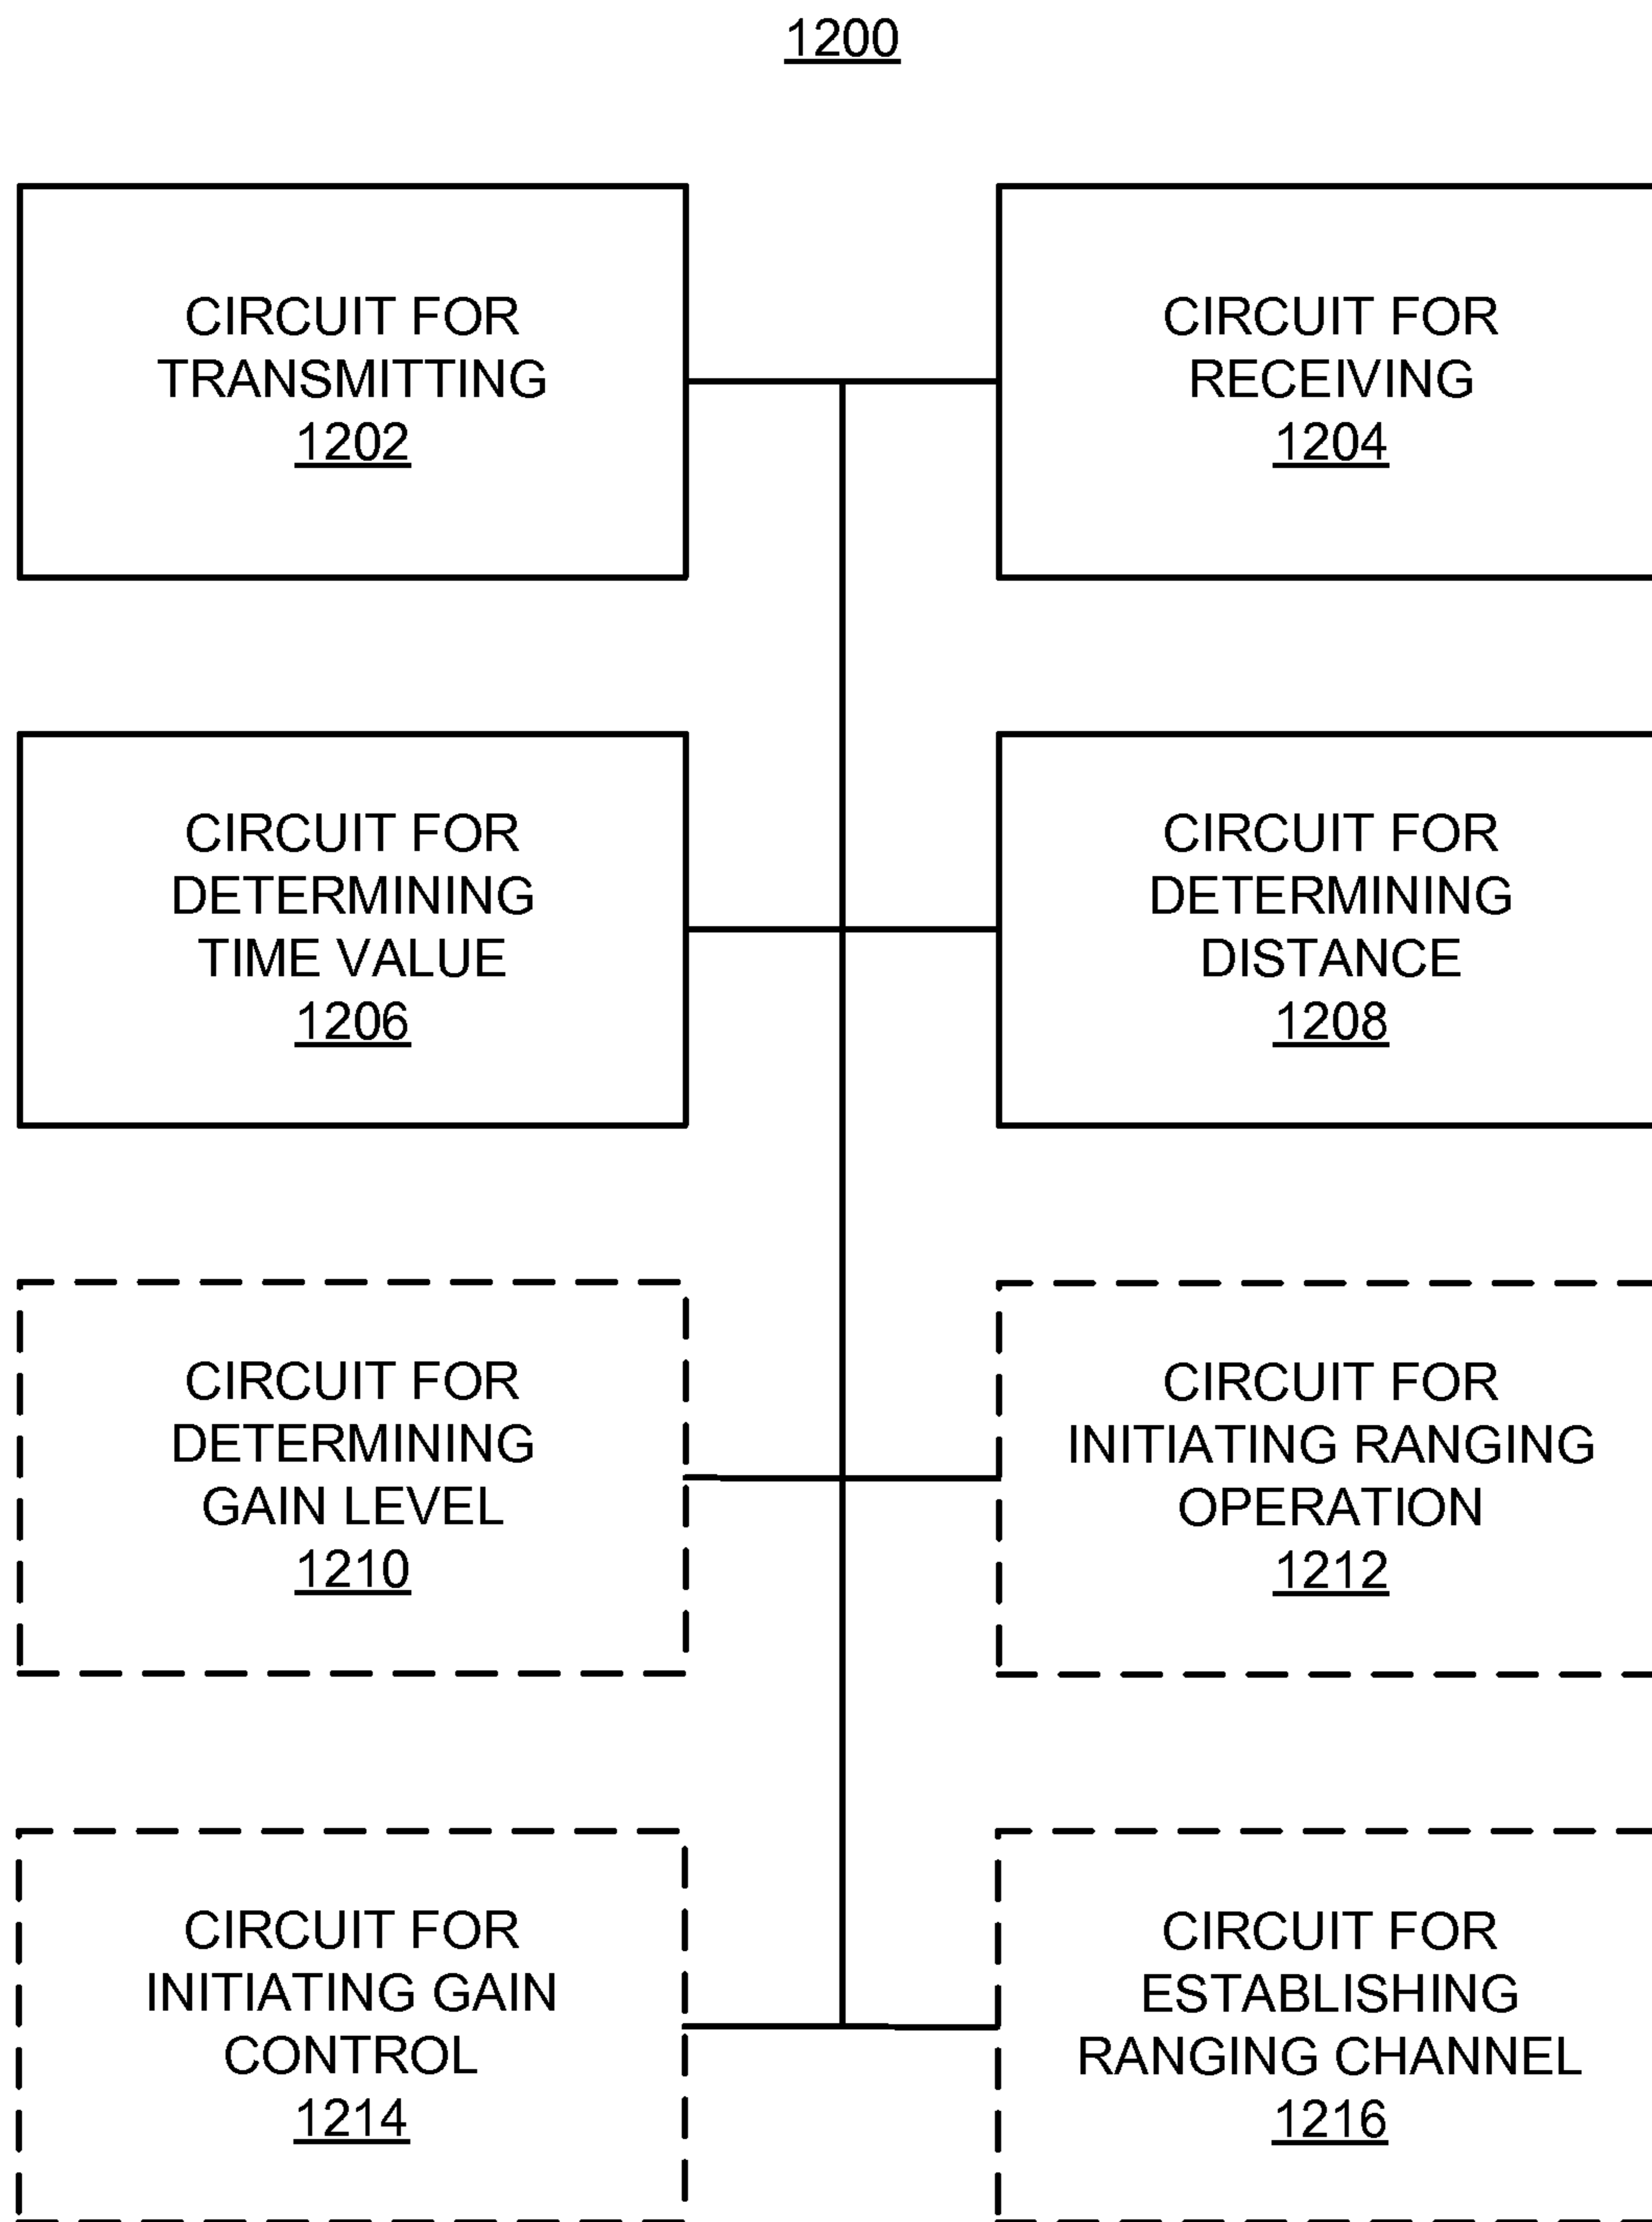 1200
CIRCUIT FOR
TRANSMITTING
1202
CIRCUIT FOR
RECEIVING
1204
CIRCUIT FOR
DETERMINING
TIME VALUE
1206
CIRCUIT FOR
DETERMINING
DISTANCE
1208
CIRCUIT FOR
DETERMINING
GAIN LEVEL
1210
CIRCUIT FOR
INITIATING RANGING
OPERATION
1212
CIRCUIT FOR
INITIATING GAIN
CONTROL
1214
CIRCUIT FOR
ESTABLISHING
RANGING CHANNEL
1216